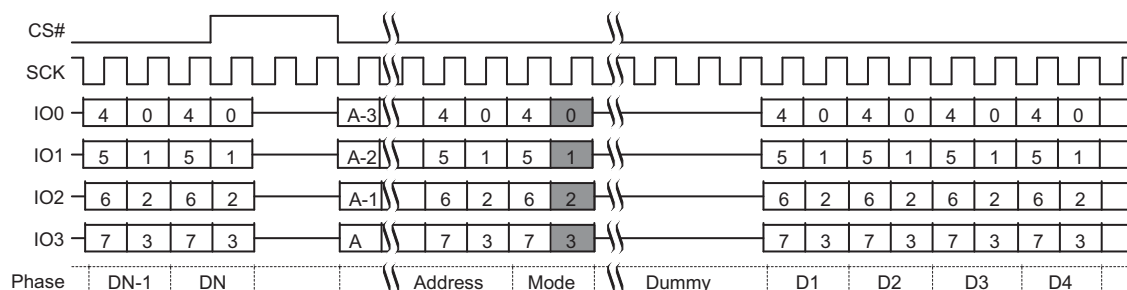 CS#
SCK
IO0 4 0 4 0 A-3 4 0 4 0 4 0 4 0 4 0 4 0
IO1 5 1 5 1 A-2 5 1 5 1 5 1 5 1 5 1 5 1
IO2 6 2 6 2 A-1 6 2 6 2 6 2 6 2 6 2 6 2
IO3 7 3 7 3 A 7 3 7 3 7 3 7 3 7 3 7 3
Phase DN-1 DN Address Mode Dummy D1 D2 D3 D4